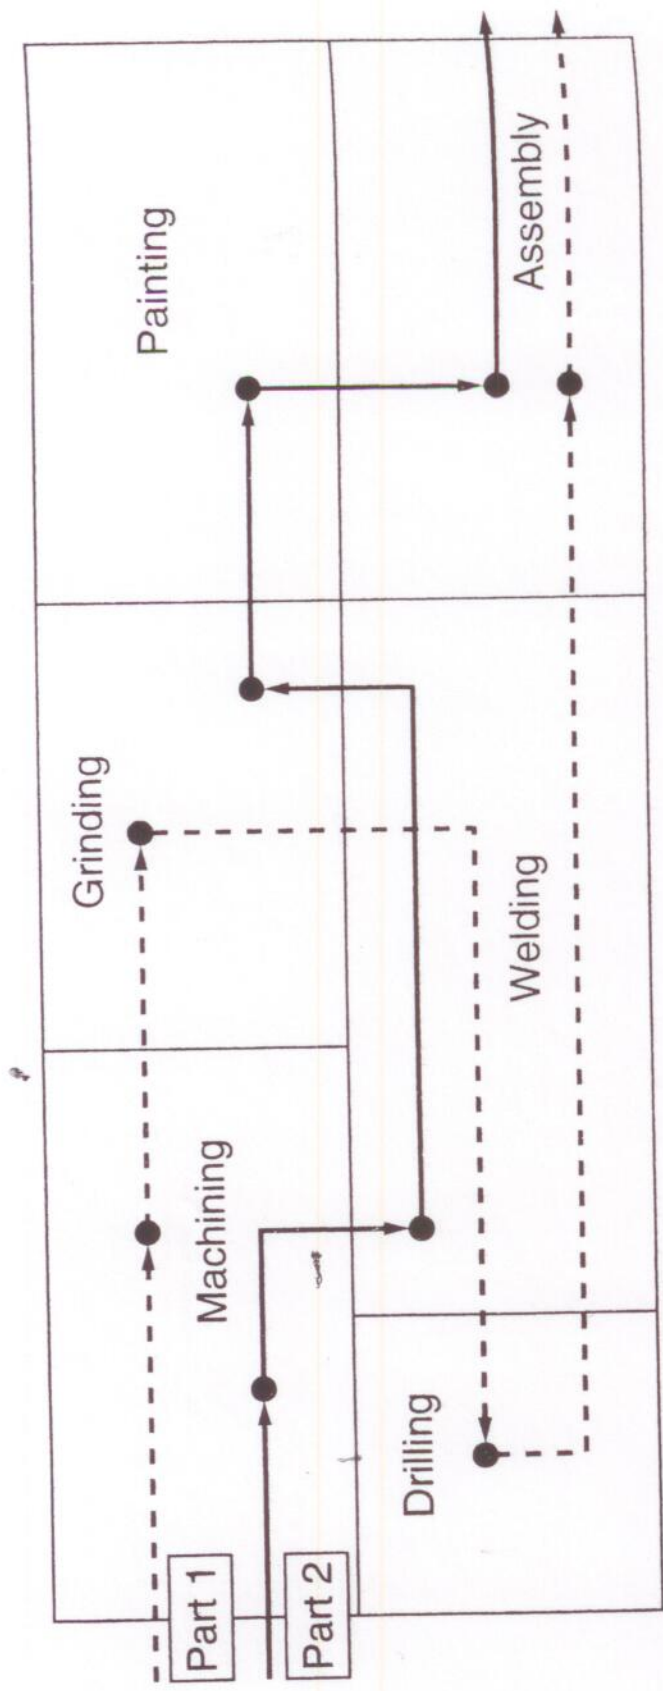 Part 1
Part 2
Machining
Grinding
Painting
Drilling
Welding
Assembly